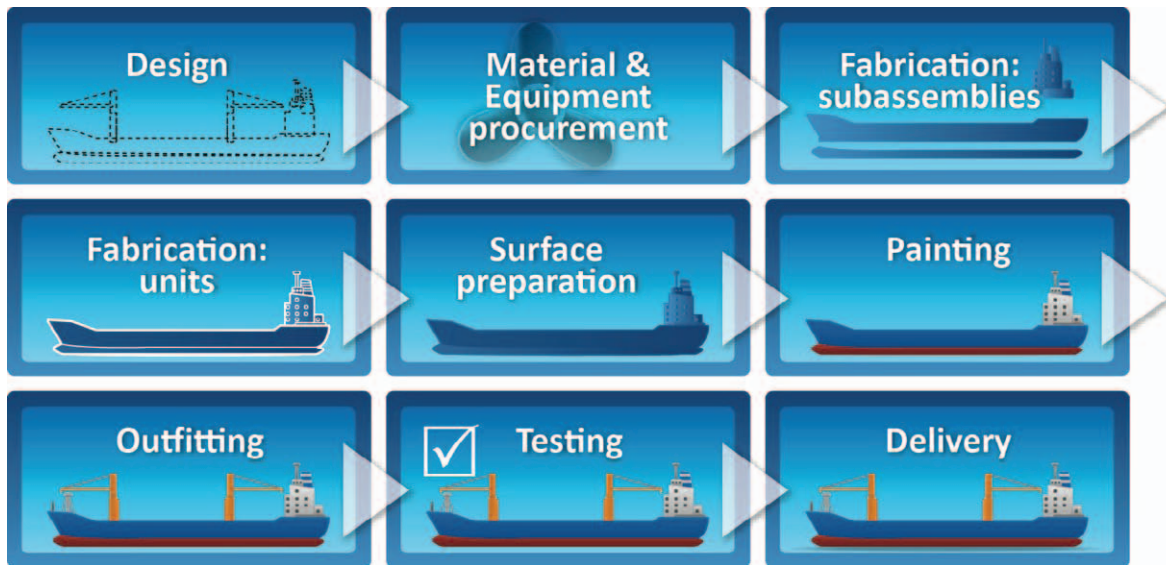 Design
Material &
Equipment
procurement
Fabrication:
subassemblies
Fabrication:
units
Surface
preparation
Painting
Outfitting
Testing
Delivery